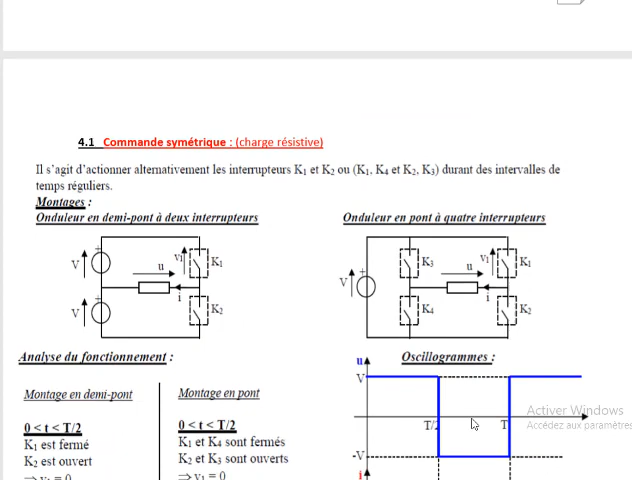 4.1 Commande symétrique : (charge résistive)
Il s'agit d'actionner alternativement les interrupteurs K1 et K2 ou (K1, K4 et K2, K3) durant des intervalles de
temps réguliers.
Montages :
Onduleur en demi-pont à deux interrupteurs
Onduleur en pont à quatre interrupteurs
V
u
v1
K1
i
V
K2
V
K3
u
v1
K1
K4
i
K2
Analyse du fonctionnement :
Montage en demi-pont
0 < t < T/2
K1 est fermé
K2 est ouvert
⇒ v1 = 0
Montage en pont
0 < t < T/2
K1 et K4 sont fermés
K2 et K3 sont ouverts
⇒ v1 = 0
Oscillogrammes :
u
V
T/2
T
-V
i
Activer Windows
Accédez aux paramètres